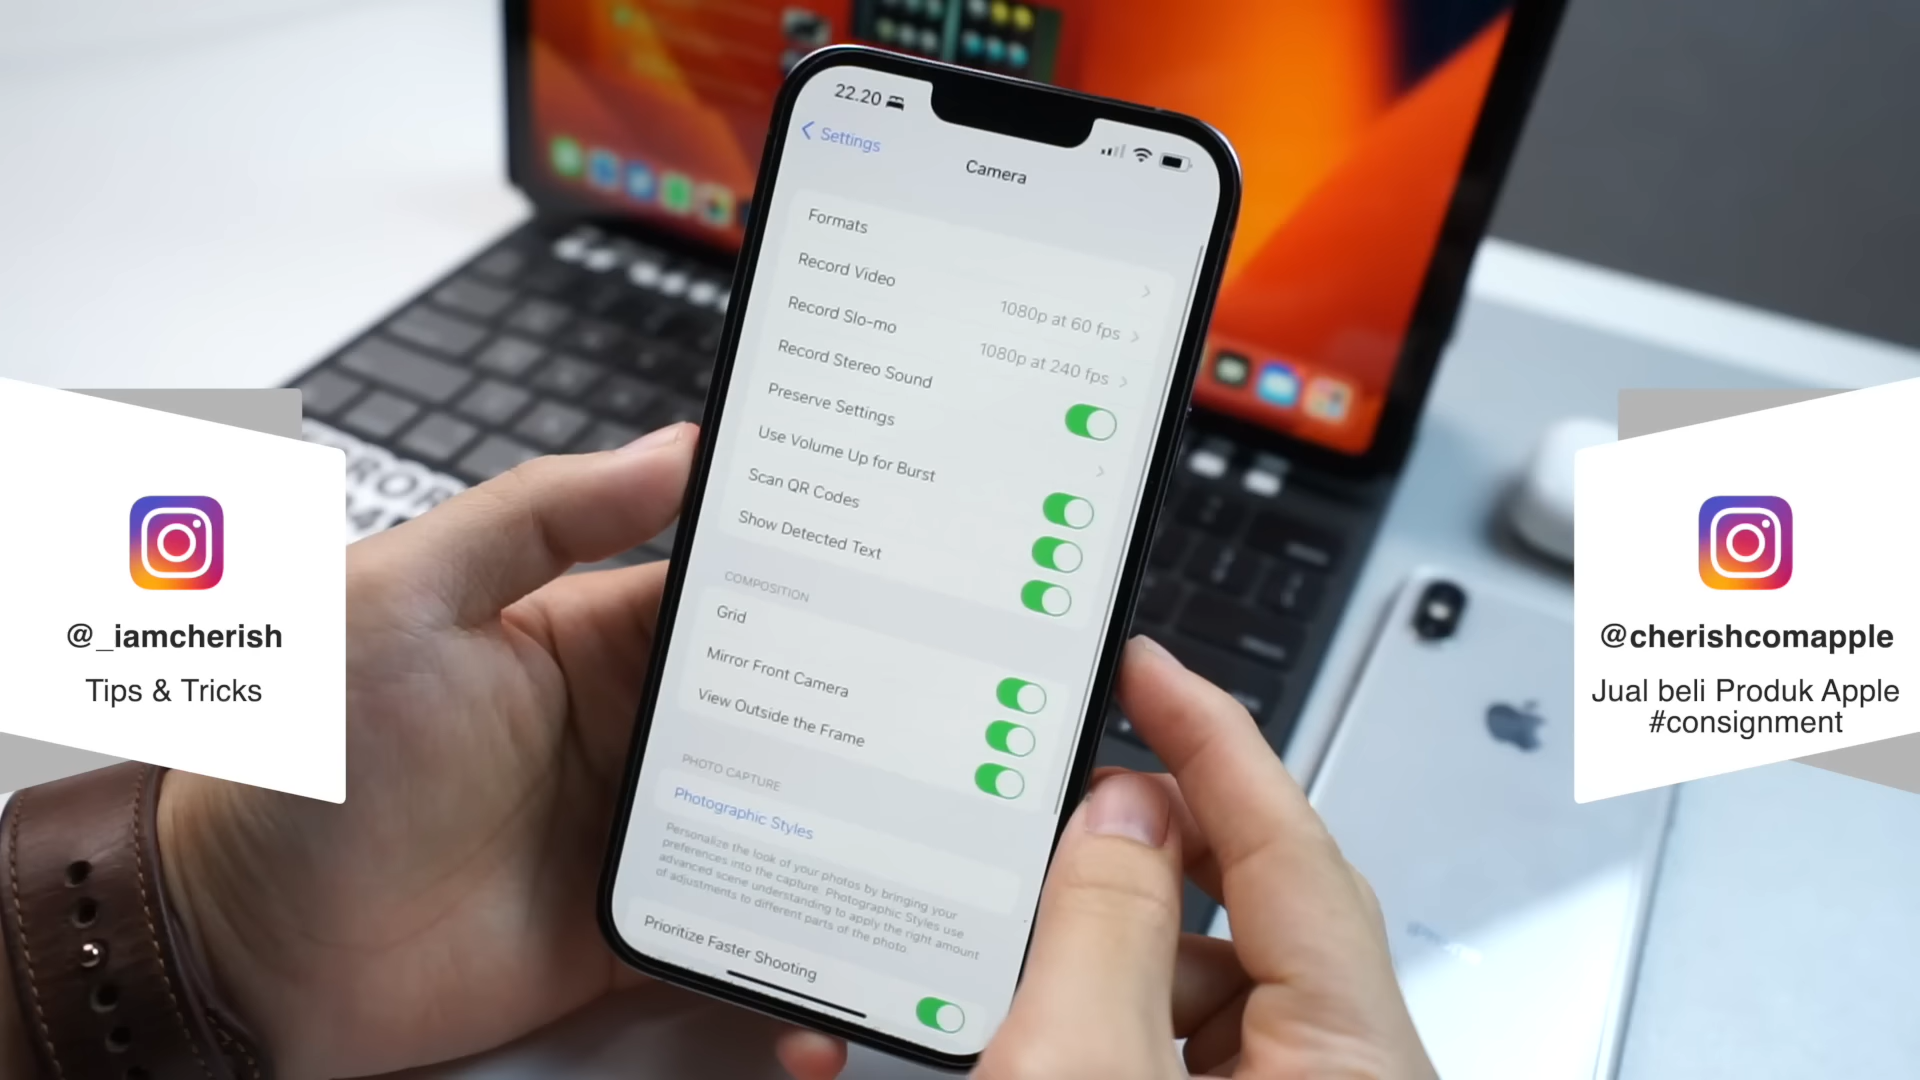 22.20
Settings
Camera
Formats
Record Video
1080p at 60 fps
Record Slo-mo
1080p at 240 fps
Record Stereo Sound
Preserve Settings
Use Volume Up for Burst
Scan QR Codes
Show Detected Text
COMPOSITION
Grid
Mirror Front Camera
View Outside the Frame
PHOTO CAPTURE
Photographic Styles
Personalize the look of your photos by bringing your
preferences into the capture. Photographic Styles use
advanced scene understanding to apply the right amount
of adjustments to different parts of the photo.
Prioritize Faster Shooting
@_iamcherish
Tips & Tricks
@cherishcomapple
Jual beli Produk Apple
#consignment